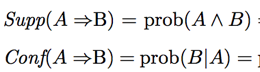 Supp(A ⇒B) = prob(A ∧ B) =
Conf(A ⇒B) = prob(B|A) =